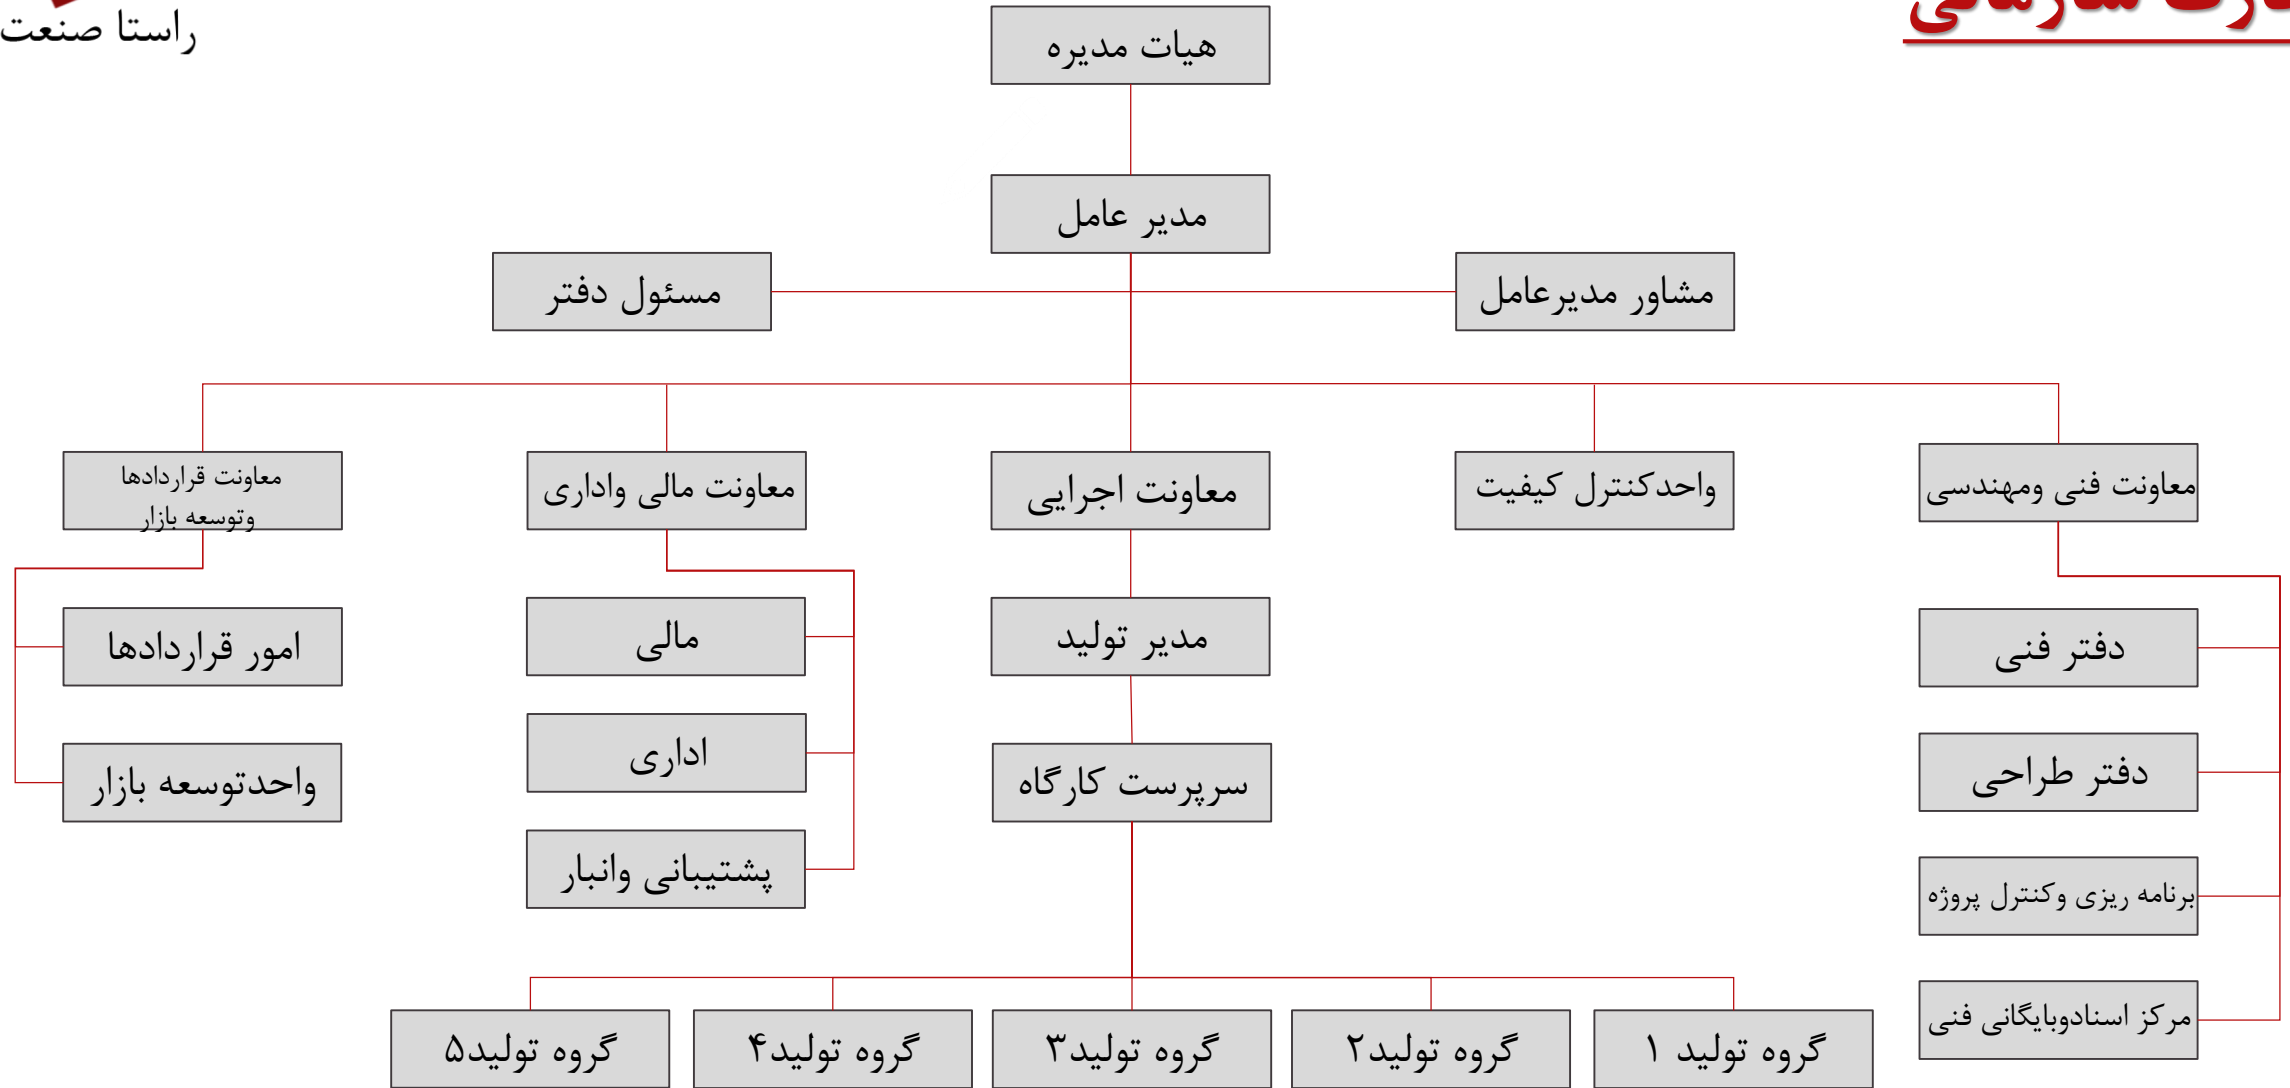 سازمانی
راستا صنعت
هیات مدیره
مدیر عامل
مشاور مدیرعامل
مسئول دفتر
معاونت فنی ومهندسی
واحدکنترل کیفیت
معاونت اجرایی
معاونت مالی واداری
معاونت قراردادها
وتوسعه بازار
دفتر فنی
مدیر تولید
مالی
امور قراردادها
دفتر طراحی
سرپرست کارگاه
اداری
واحدتوسعه بازار
برنامه ریزی وکنترل پروژه
پشتیبانی وانبار
مرکز اسنادوبایگانی فنی
گروه تولید ۱
گروه تولید۲
گروه تولید۳
گروه تولید۴
گروه تولید۵